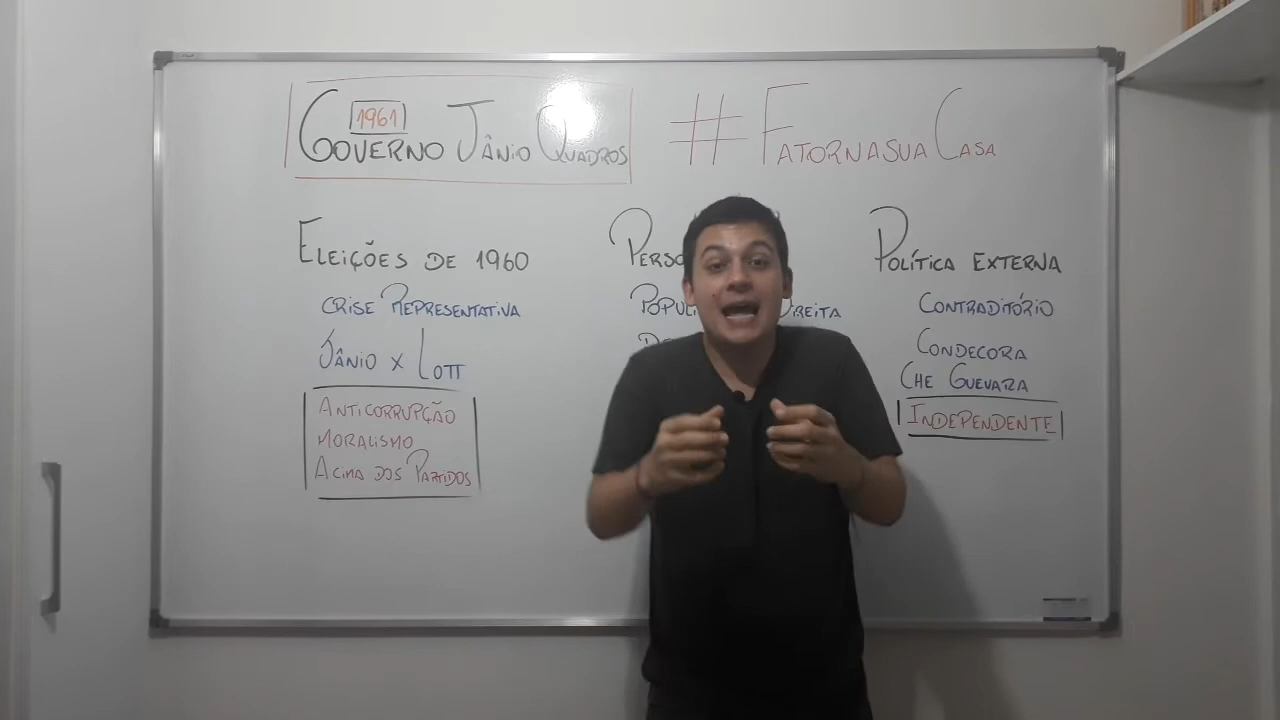 1961
GOVERNO JÂNIO QUADROS
#FATORNASUACASA
ELEIÇÕES DE 1960
CRISE REPRESENTATIVA
JÂNIO X LOTT
ANTICORRUPÇÃO
MORALISMO
ACIMA DOS PARTIDOS
DIREITA
POLÍTICA EXTERNA
CONTRADITÓRIO
CONDECORA
CHE GUEVARA
INDEPENDENTE